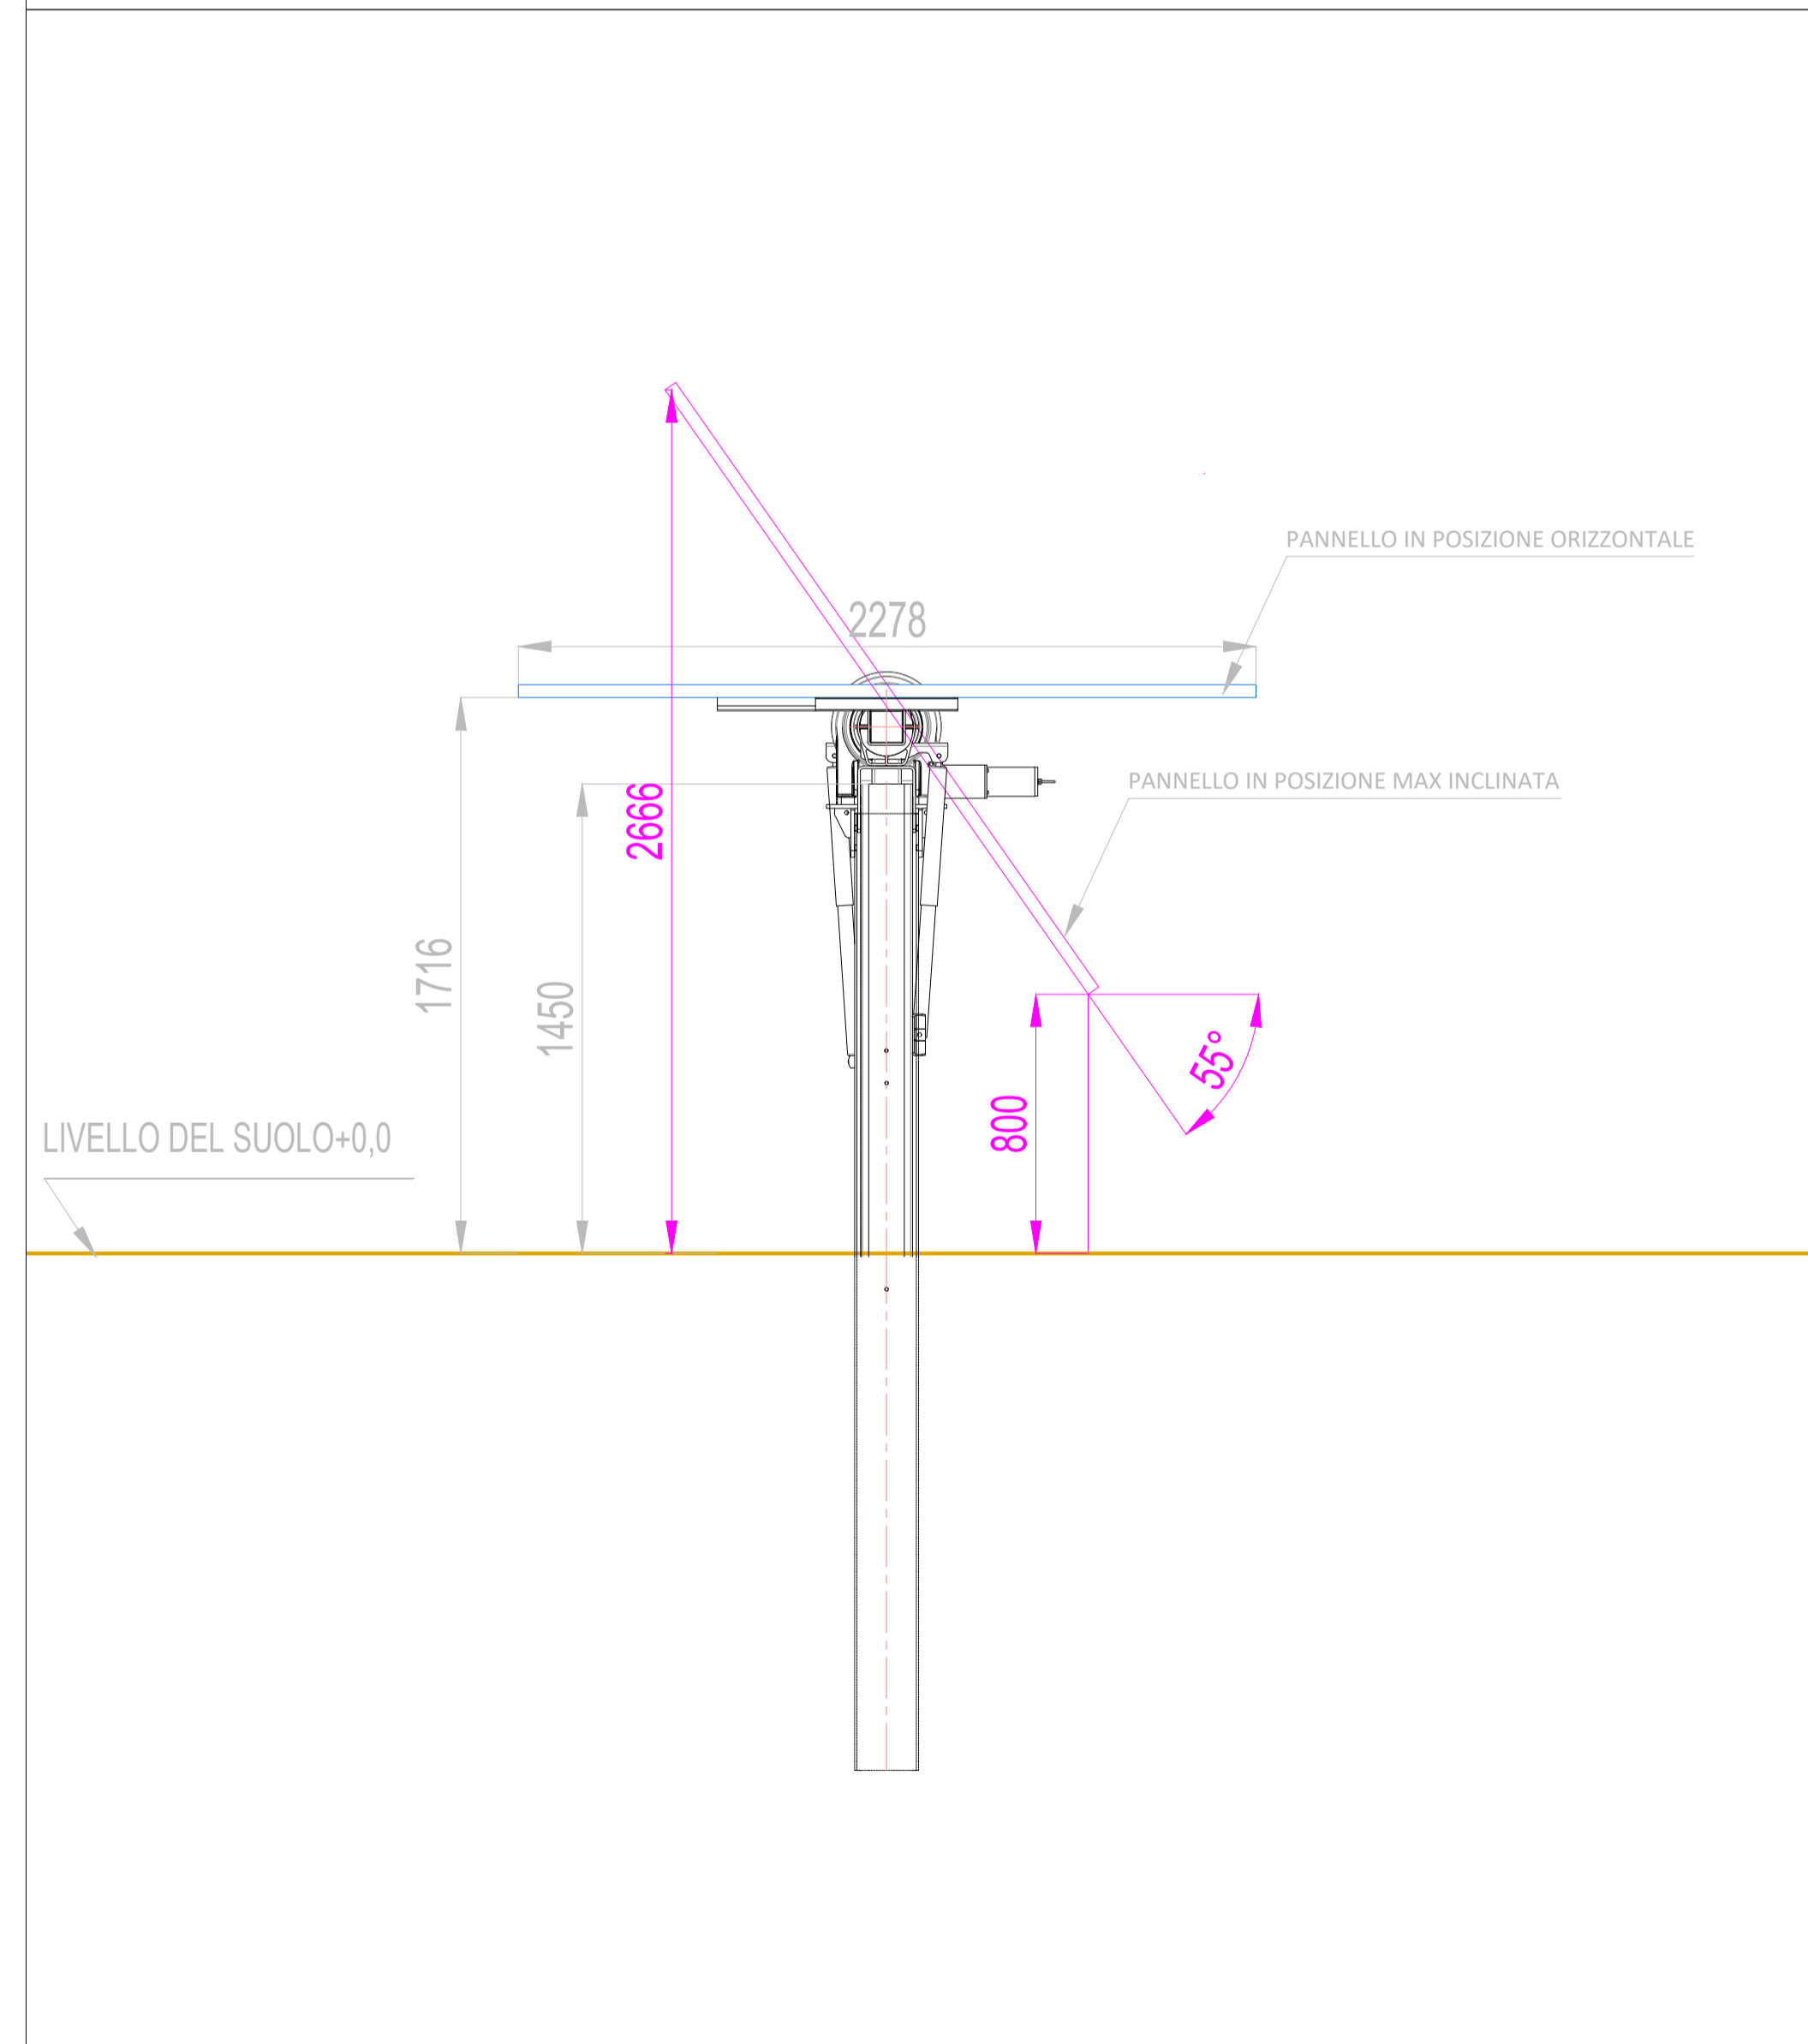 PANNELLO IN POSIZIONE ORIZZONTALE
2278
PANNELLO IN POSIZIONE MAX INCLINATA
2666
1716
1450
55°
800
LIVELLO DEL SUOLO+0,0